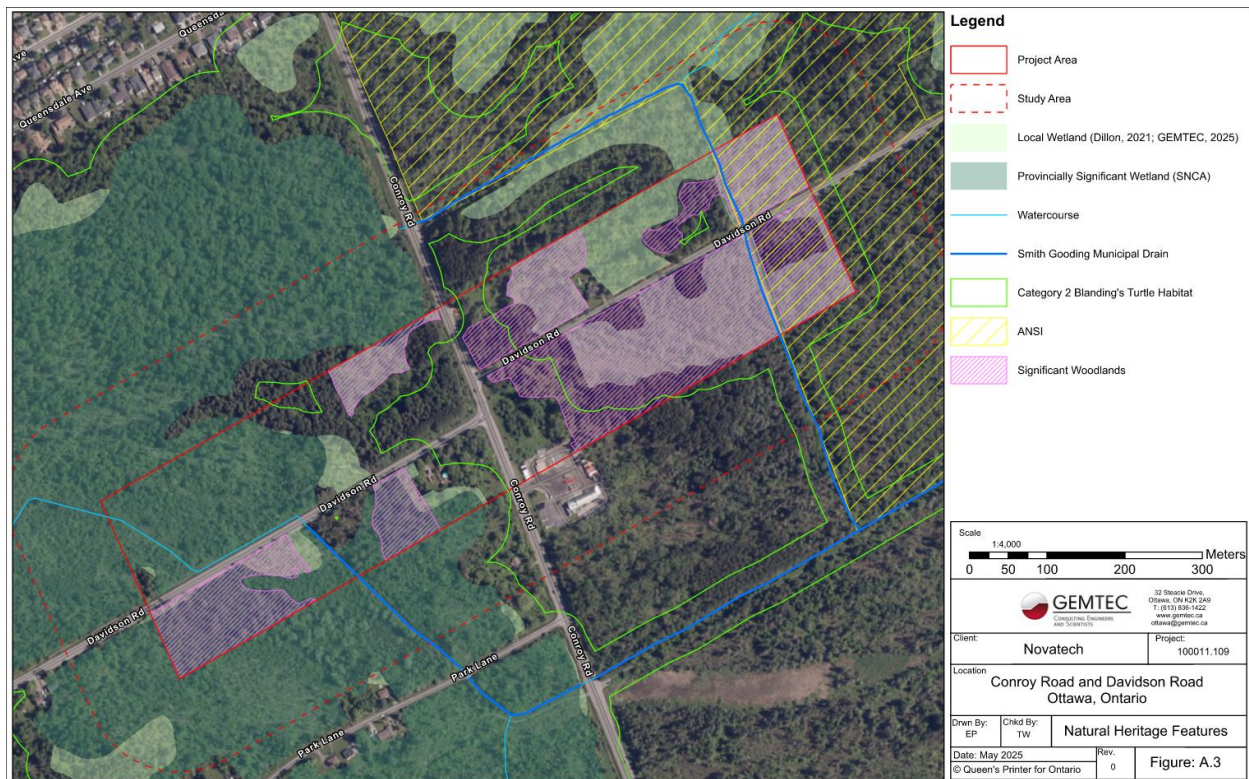 Queensdale Ave
Queensd
Ave
Conroy Rd
Davidson Rd
Davidson Rd
Davidson Rd
Conroy Rd
Davidson Rd
Park Lane
Conroy Rd
Park Lane
Legend
Project Area
Study Area
Local Wetland (Dillon, 2021; GEMTEC, 2025)
Provincially Significant Wetland (SNCA)
Watercourse
Smith Gooding Municipal Drain
Category 2 Blanding's Turtle Habitat
ANSI
Significant Woodlands
Scale
1:4,000
Meters
0 50 100 200 300
GEMTEC
CONSULTING ENGINEERS
AND SCIENTISTS
32 Steacie Drive,
Ottawa, ON K2K 2A9
T: (613) 836-1422
www.gemtec.ca
ottawa@gemtec.ca
Client:
Novatech
Project:
100011.109
Location
Conroy Road and Davidson Road
Ottawa, Ontario
Drwn By:
EP
Chkd By:
TW
Natural Heritage Features
Date: May 2025
Rev.
0
© Queen's Printer for Ontario
Figure: A.3